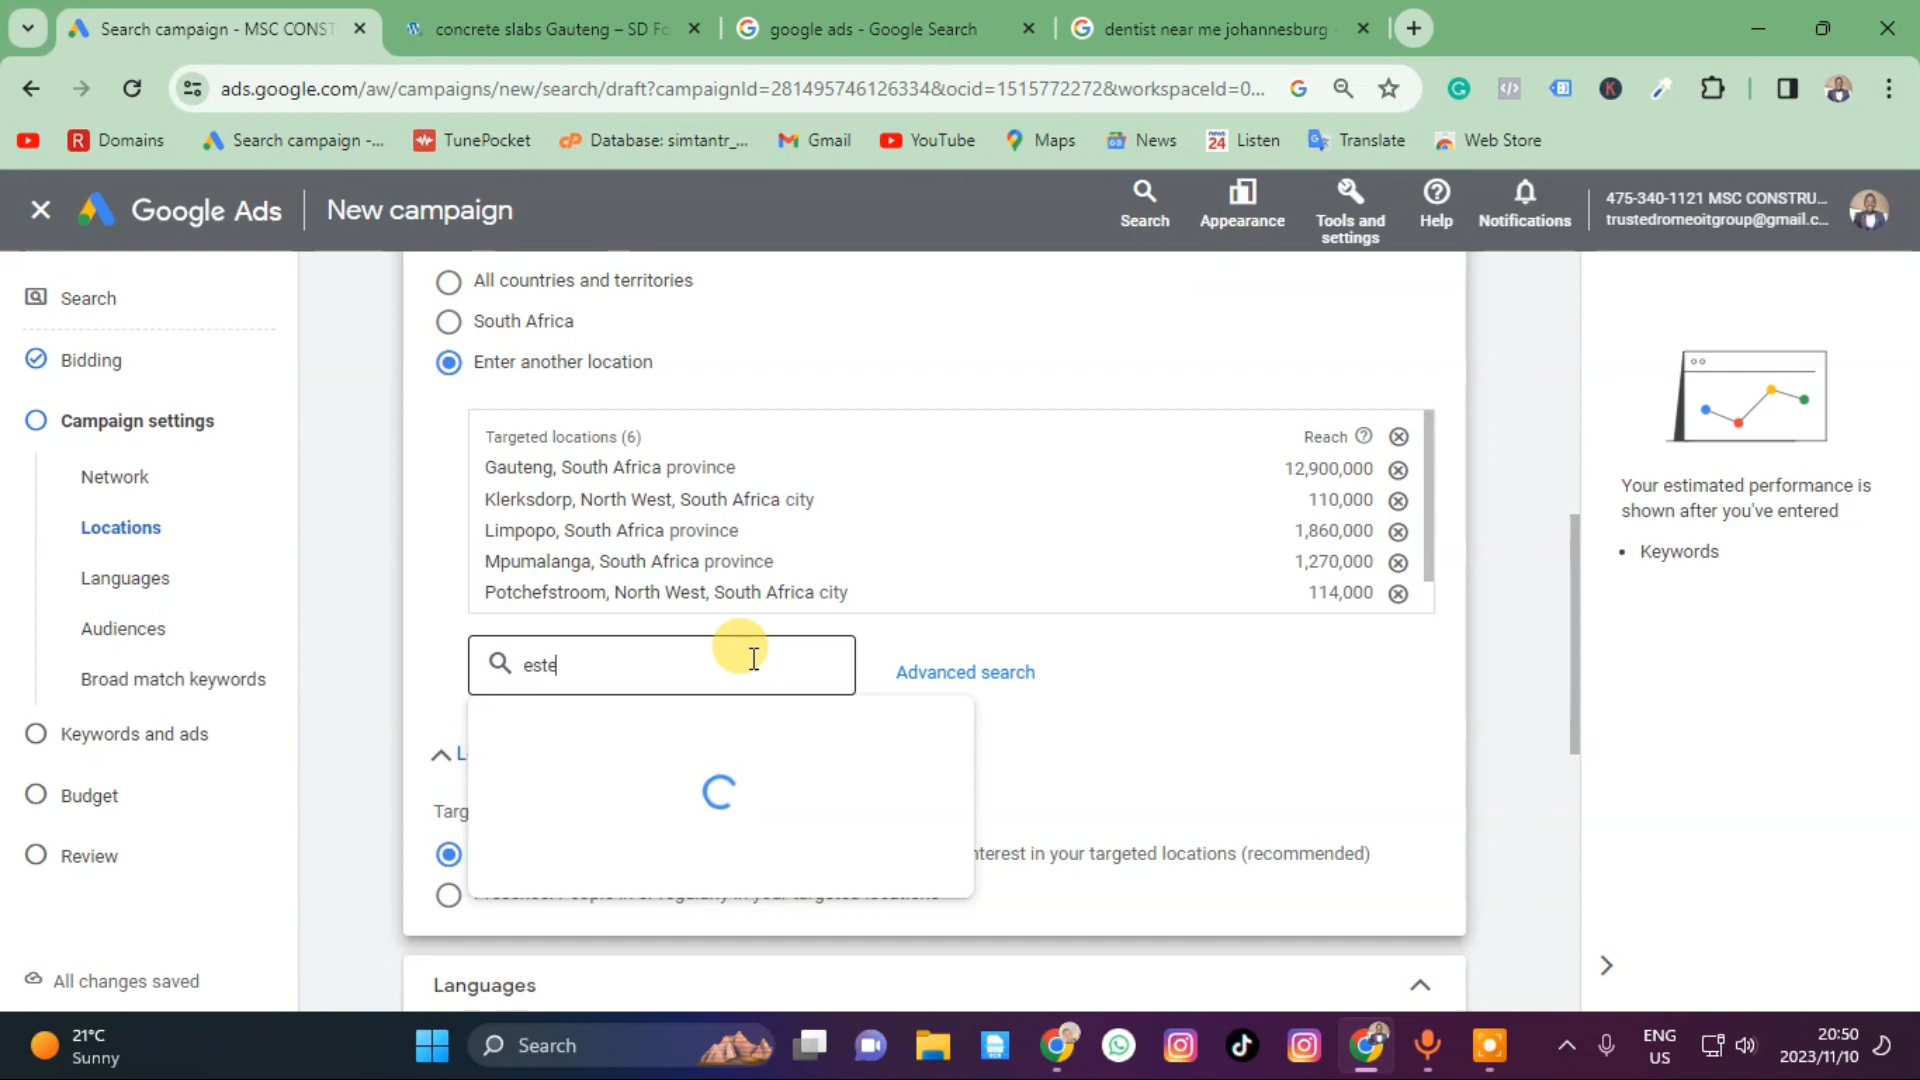 Search campaign - MSC CONST
concrete slabs Gauteng – SD Fo
google ads - Google Search
dentist near me johannesburg -
ads.google.com/aw/campaigns/new/search/draft?campaignId=281495746126334&ocid=1515772272&workspaceId=0...
Domains
Search campaign -...
TunePocket
Database: simtantr_...
Gmail
YouTube
Maps
News
Listen
Translate
Web Store
Google Ads
New campaign
Search
Appearance
Tools and
settings
Help
Notifications
475-340-1121 MSC CONSTRU...
trustedromeoitgroup@gmail.c...
Search
Bidding
Campaign settings
Network
Locations
Languages
Audiences
Broad match keywords
Keywords and ads
Budget
Review
All changes saved
All countries and territories
South Africa
Enter another location
Targeted locations (6)
Reach
Gauteng, South Africa province
12,900,000
Klerksdorp, North West, South Africa city
110,000
Limpopo, South Africa province
1,860,000
Mpumalanga, South Africa province
1,270,000
Potchefstroom, North West, South Africa city
114,000
este
Advanced search
L
Targ
nterest in your targeted locations (recommended)
Languages
Your estimated performance is
shown after you've entered
• Keywords
21°C
Sunny
Search
ENG
US
20:50
2023/11/10